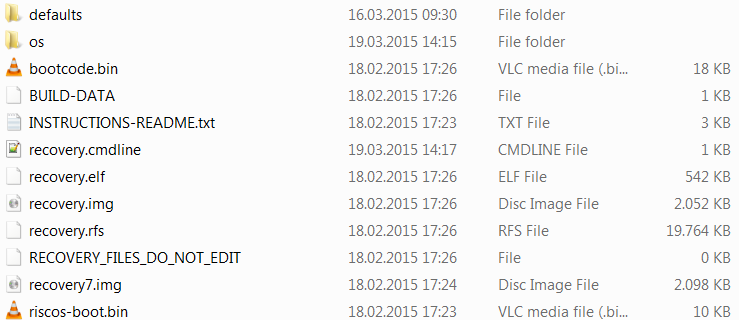 defaults 16.03.2015 09:30 File folder
os 19.03.2015 14:15 File folder
bootcode.bin 18.02.2015 17:26 VLC media file (.bi... 18 KB
BUILD-DATA 18.02.2015 17:26 File 1 KB
INSTRUCTIONS-README.txt 18.02.2015 17:23 TXT File 3 KB
recovery.cmdline 19.03.2015 14:17 CMDLINE File 1 KB
recovery.elf 18.02.2015 17:26 ELF File 542 KB
recovery.img 18.02.2015 17:26 Disc Image File 2.052 KB
recovery.rfs 18.02.2015 17:26 RFS File 19.764 KB
RECOVERY_FILES_DO_NOT_EDIT 18.02.2015 17:26 File 0 KB
recovery7.img 18.02.2015 17:24 Disc Image File 2.098 KB
riscos-boot.bin 18.02.2015 17:23 VLC media file (.bi... 10 KB